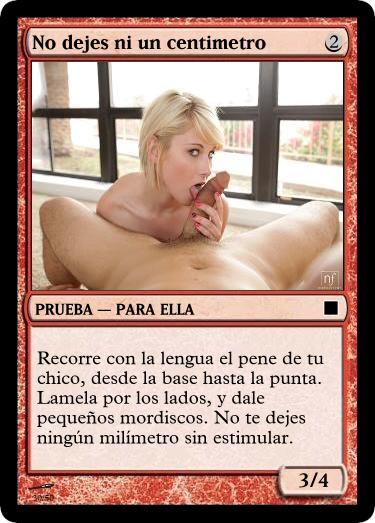 No dejes ni un centimetro 2
nf
PRUEBA — PARA ELLA
Recorre con la lengua el pene de tu
chico, desde la base hasta la punta.
Lamela por los lados, y dale
pequeños mordiscos. No te dejes
ningún milímetro sin estimular.
3/4